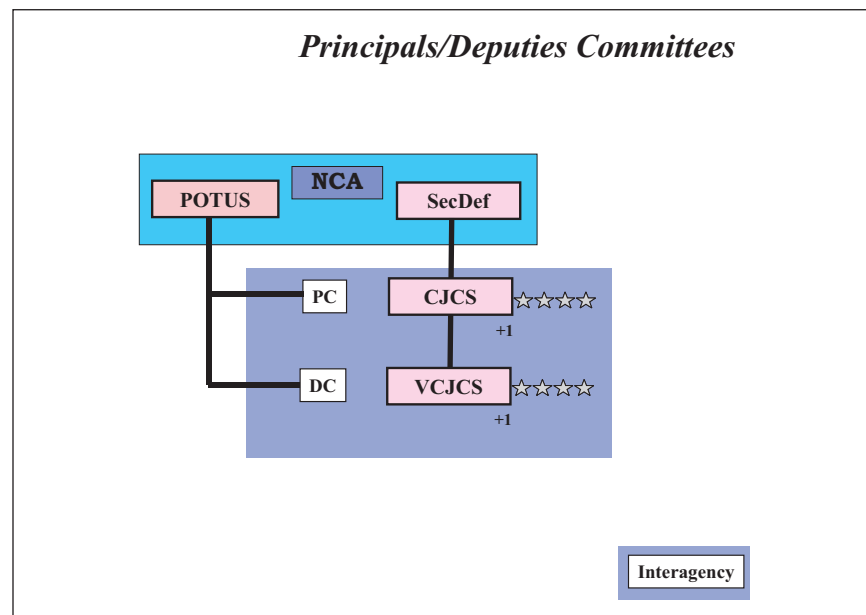 Principals/Deputies Committees
NCA
POTUS
SecDef
PC
CJCS
+1
DC
VCJCS
+1
Interagency